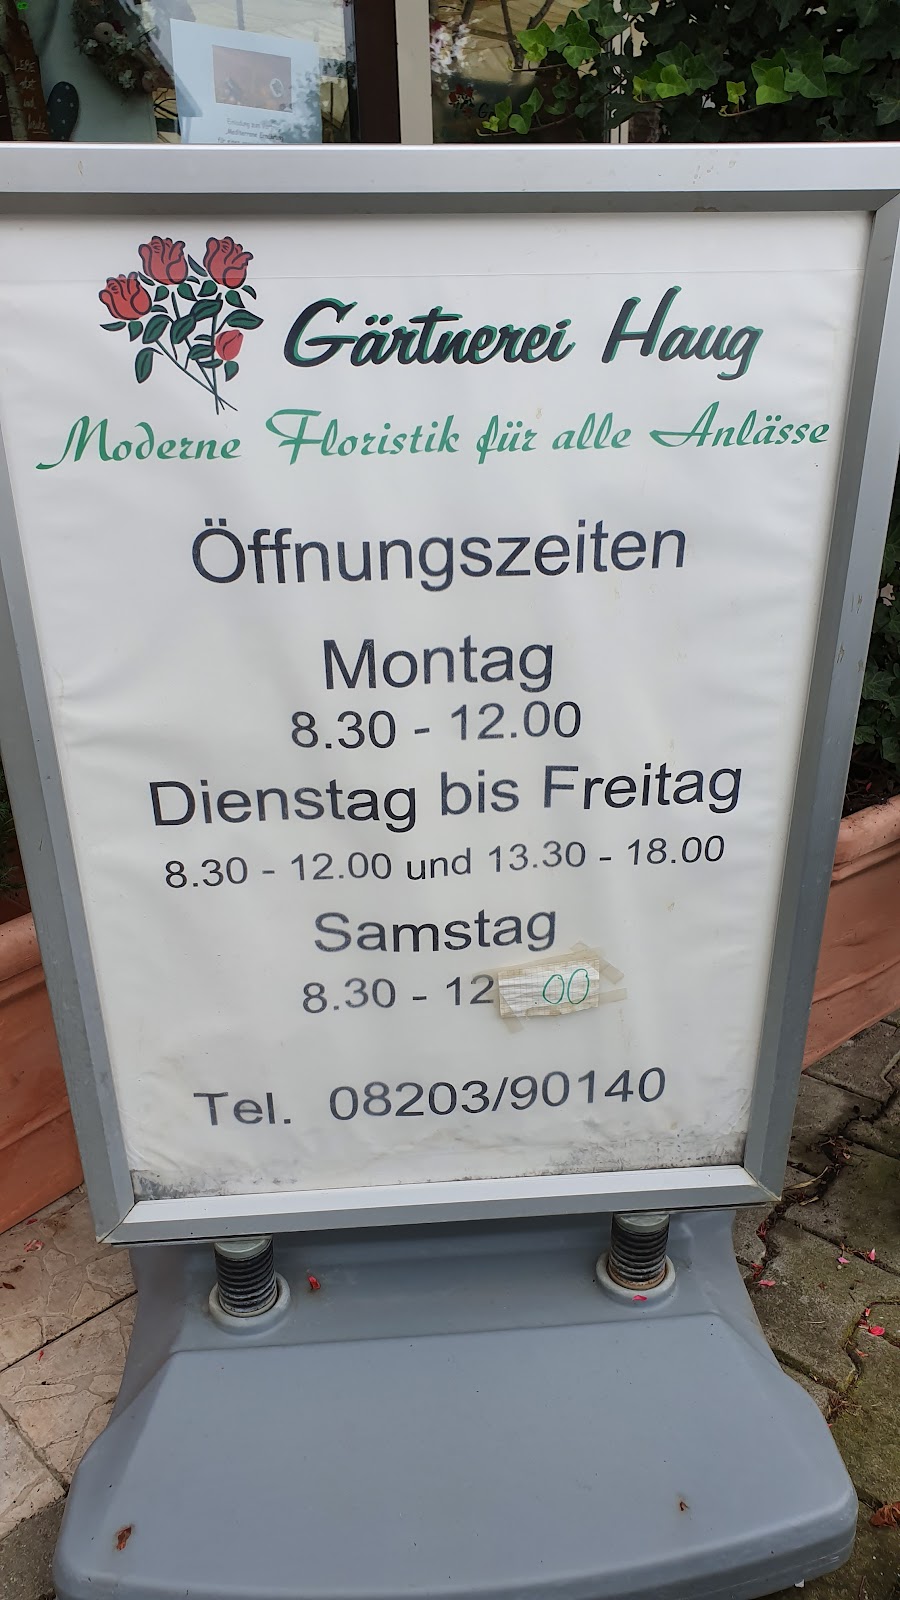 Gärtnerei Haug
Moderne Floristik für alle Anlässe
Öffnungszeiten
Montag
8.30 - 12.00
Dienstag bis Freitag
8.30 - 12.00 und 13.30 - 18.00
Samstag
8.30 - 12.00
Tel. 08203/90140